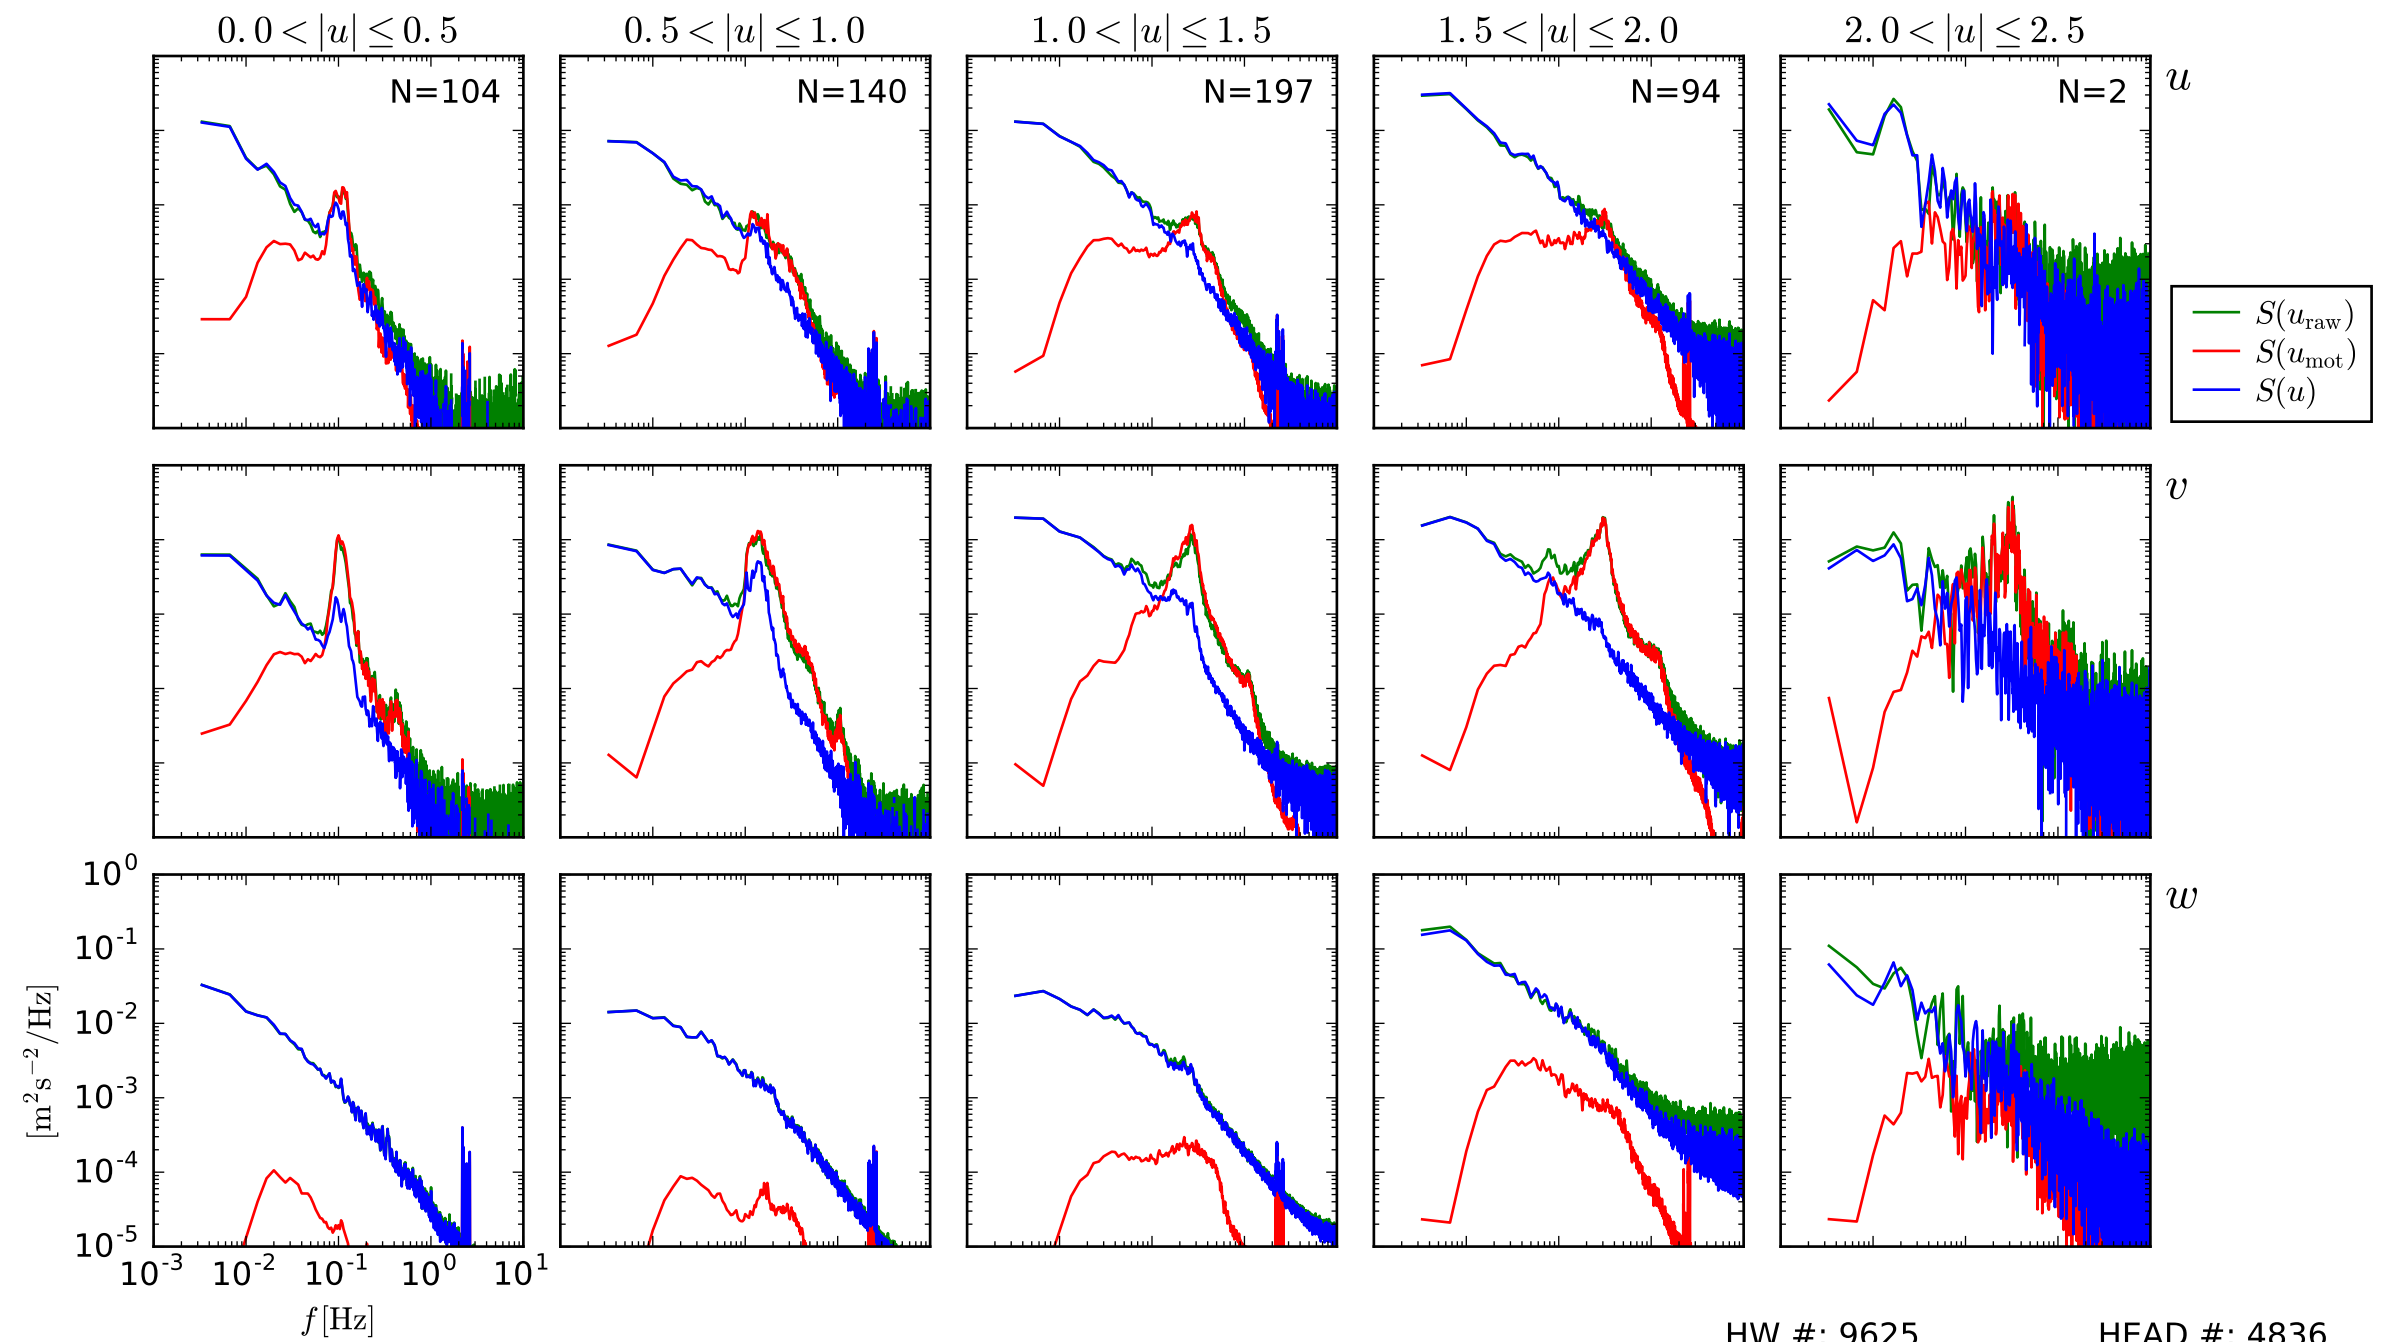 0.0 < |u| ≤ 0.5
0.5 < |u| ≤ 1.0
1.0 < |u| ≤ 1.5
1.5 < |u| ≤ 2.0
2.0 < |u| ≤ 2.5
N=104
N=140
N=197
N=94
N=2
u
S(u_raw)
S(u_mot)
S(u)
v
w
10^0
10^-1
10^-2
10^-3
10^-4
10^-5
[m^2 s^-2/Hz]
10^-3 10^-2 10^-1 10^0 10^1
f [Hz]
HW #: 9625
HEAD #: 4836